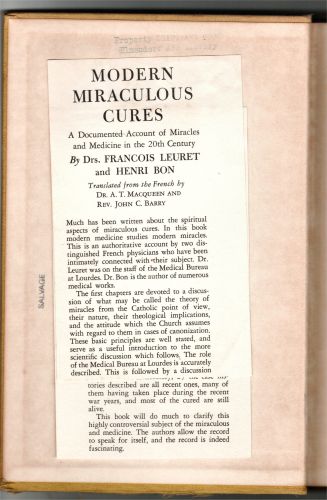 Property
MODERN
MIRACULOUS
CURES
A Documented Account of Miracles
and Medicine in the 20th Century
By Drs. FRANCOIS LEURET
and HENRI BON
Translated from the French by
DR. A. T. MACQUEEN AND
REV. JOHN C. BARRY
Much has been written about the spiritual
aspects of miraculous cures. In this book
modern medicine studies modern miracles.
This is an authoritative account by two dis-
tinguished French physicians who have been
intimately connected with their subject. Dr.
Leuret was on the staff of the Medical Bureau
at Lourdes. Dr. Bon is the author of numerous
medical works.
The first chapters are devoted to a discus-
sion of what may be called the theory of
miracles from the Catholic point of view,
their nature, their theological implications,
and the attitude which the Church assumes
with regard to them in cases of canonization.
These basic principles are well stated, and
serve as a useful introduction to the more
scientific discussion which follows. The role
of the Medical Bureau at Lourdes is accurately
described. This is followed by a discussion
tories described are all recent ones, many of
them having taken place during the recent
war years, and most of the cured are still
alive.
This book will do much to clarify this
highly controversial subject of the miraculous
and medicine. The authors allow the record
to speak for itself, and the record is indeed
fascinating.
SALVAGE